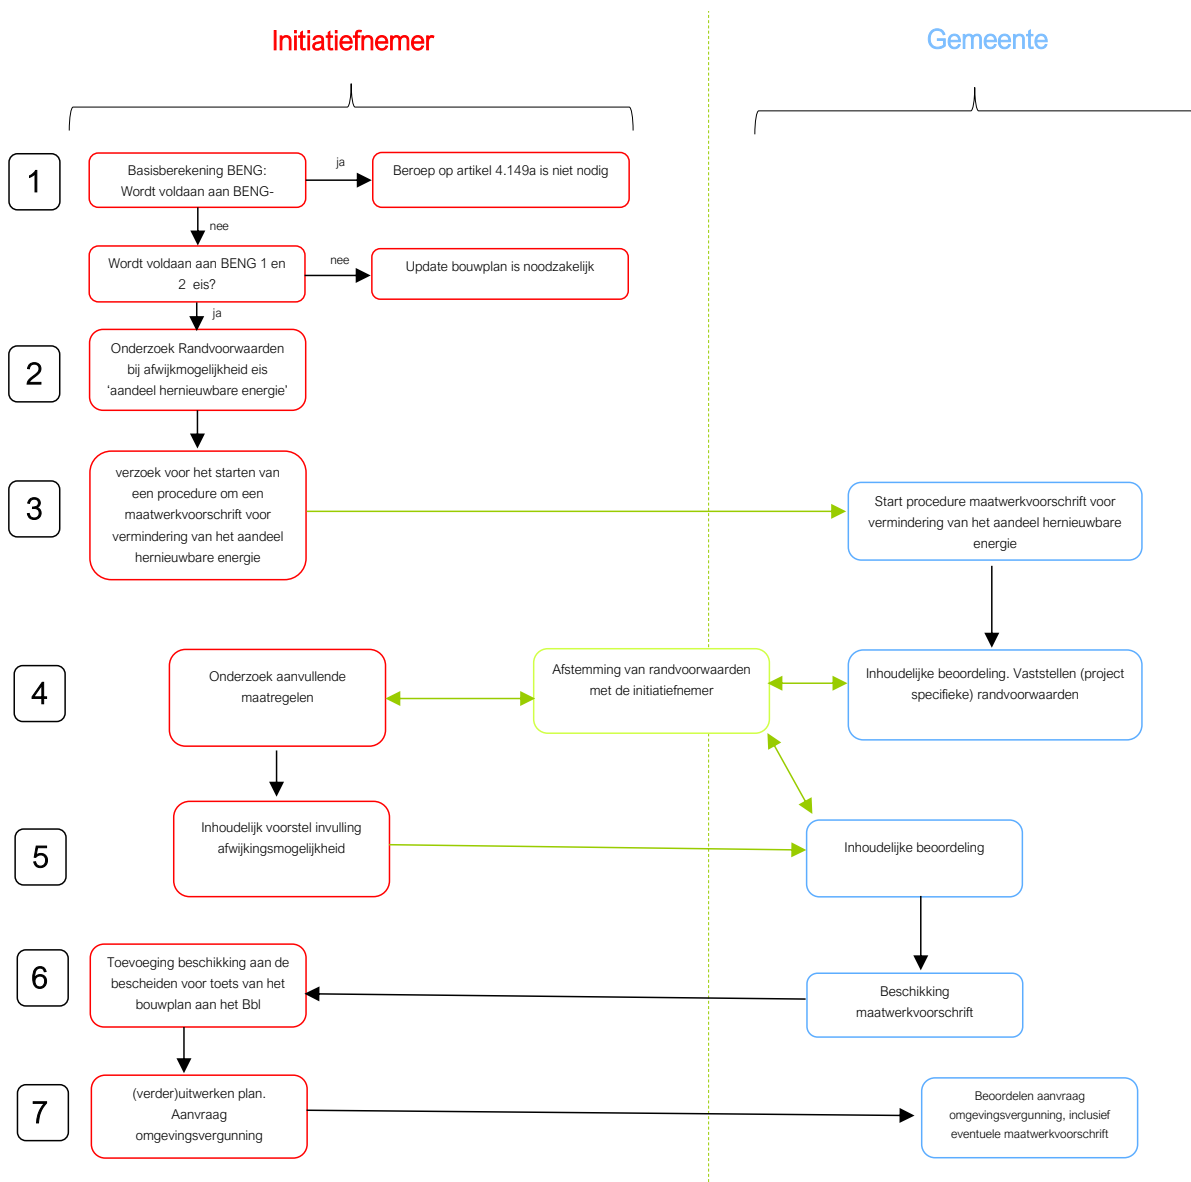 Initiatiefnemer
Gemeente
1
Basisberekening BENG:
Wordt voldaan aan BENG-
ja
Beroep op artikel 4.149a is niet nodig
nee
Wordt voldaan aan BENG 1 en
2 eis?
nee
Update bouwplan is noodzakelijk
ja
2
Onderzoek Randvoorwaarden
bij afwijkmogelijkheid eis
‘aandeel hernieuwbare energie’
3
verzoek voor het starten van
een procedure om een
maatwerkvoorschrift voor
vermindering van het aandeel
hernieuwbare energie
Start procedure maatwerkvoorschrift voor
vermindering van het aandeel hernieuwbare
energie
4
Onderzoek aanvullende
maatregelen
Afstemming van randvoorwaarden
met de initiatiefnemer
Inhoudelijke beoordeling. Vaststellen (project
specifieke) randvoorwaarden
5
Inhoudelijk voorstel invulling
afwijkingsmogelijkheid
Inhoudelijke beoordeling
6
Toevoeging beschikking aan de
bescheiden voor toets van het
bouwplan aan het Bbl
Beschikking
maatwerkvoorschrift
7
(verder)uitwerken plan.
Aanvraag
omgevingsvergunning
Beoordelen aanvraag
omgevingsvergunning, inclusief
eventuele maatwerkvoorschrift